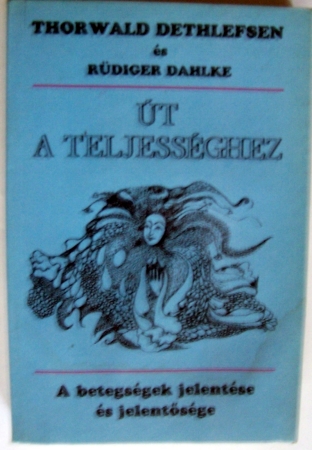 THORWALD DETHLEFSEN
és
RÜDIGER DAHLKE
ÚT
A TELJESSÉGHEZ
A betegségek jelentése
és jelentősége